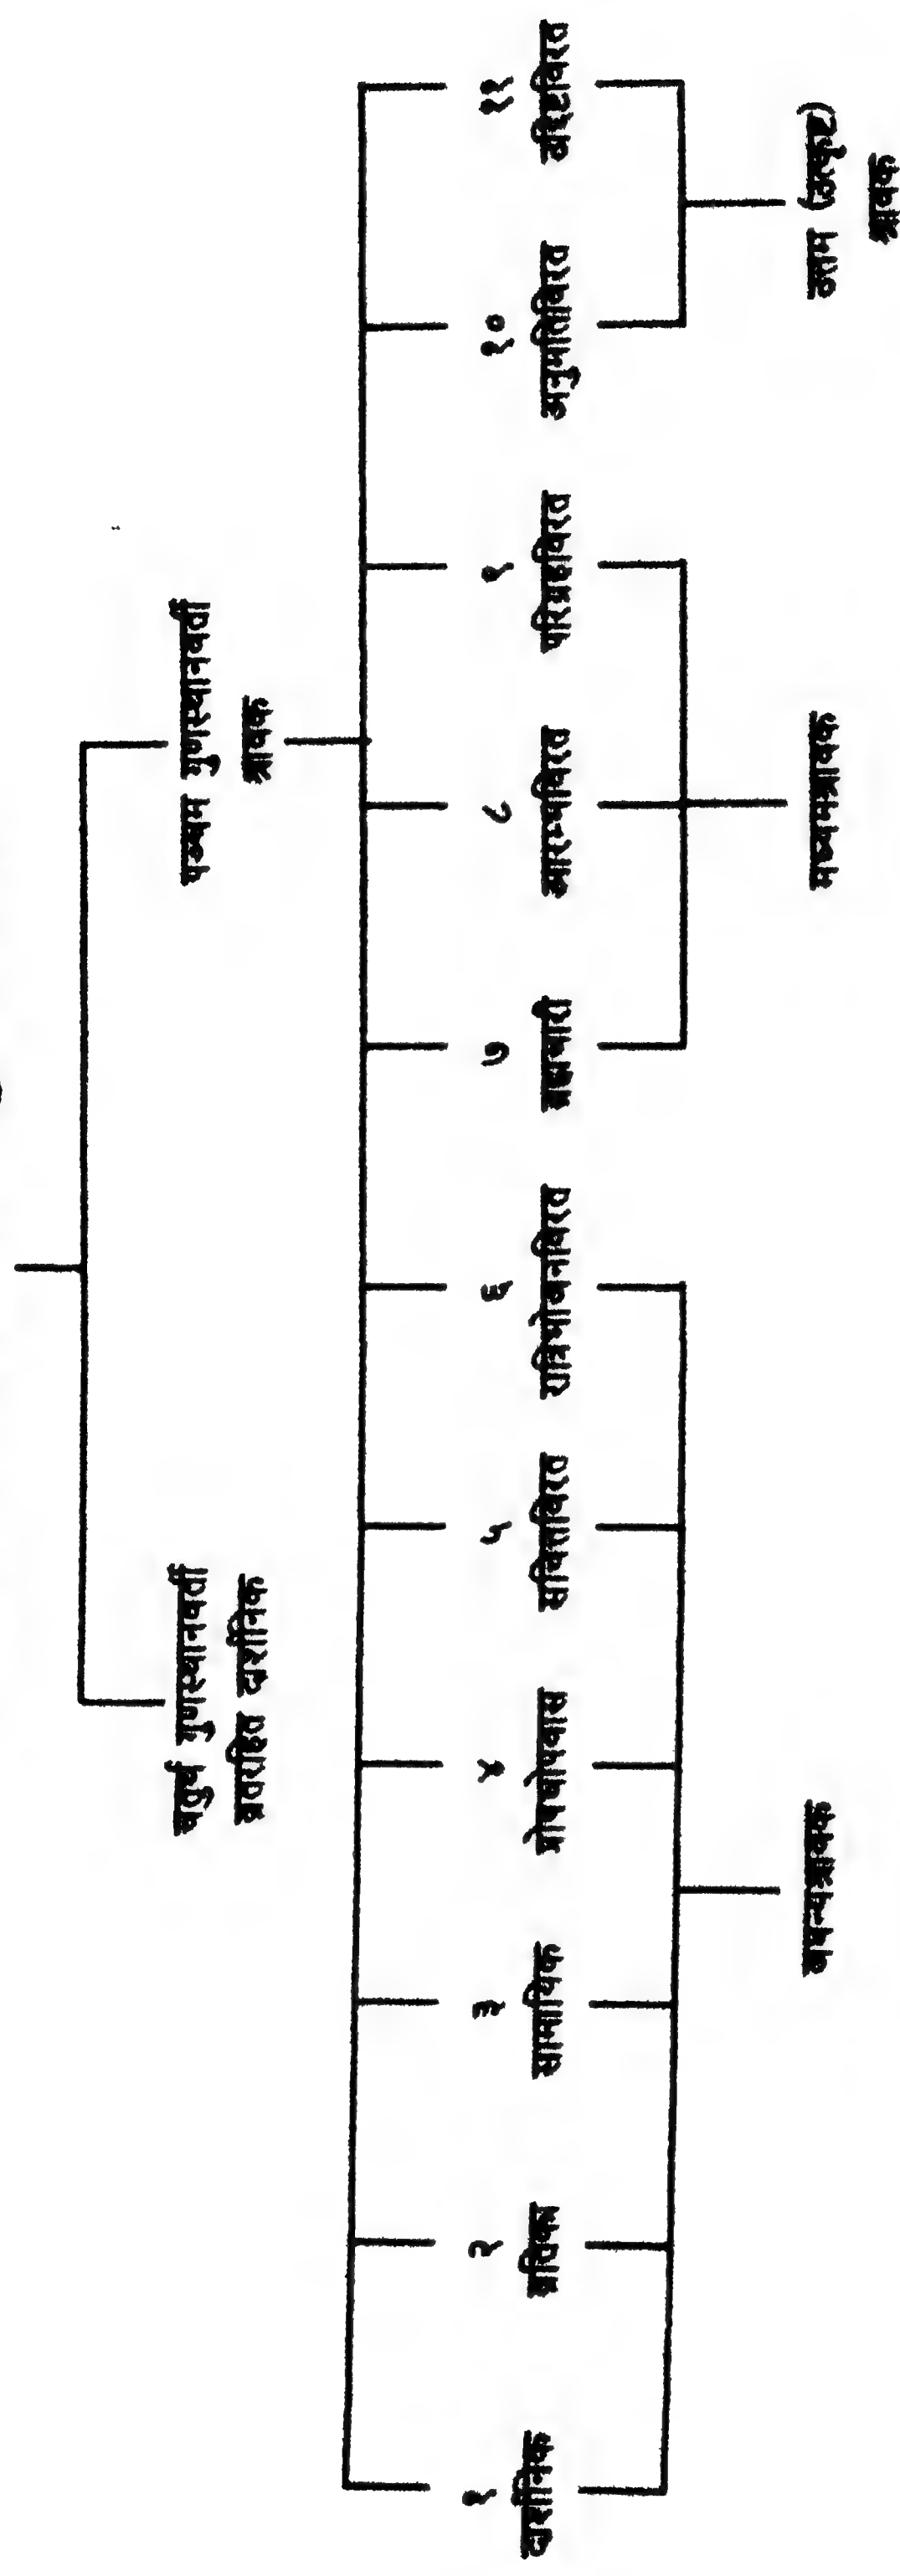 चतुर्थ गुणस्थानवर्ती
व्रतरहित दार्शनिक
पञ्चम गुणस्थानवर्ती
श्रावक
१
दार्शनिक
२
व्रतिक
३
सामायिक
४
प्रोषधोपवास
५
सचित्तविरत
६
रात्रिभोजनविरत
७
ब्रह्मचारी
८
आरम्भविरत
९
परिग्रहविरत
१०
अनुमतिविरत
११
उद्दिष्टविरत
जघन्यश्रावक
मध्यमश्रावक
उत्तम (उत्कृष्ट)
श्रावक